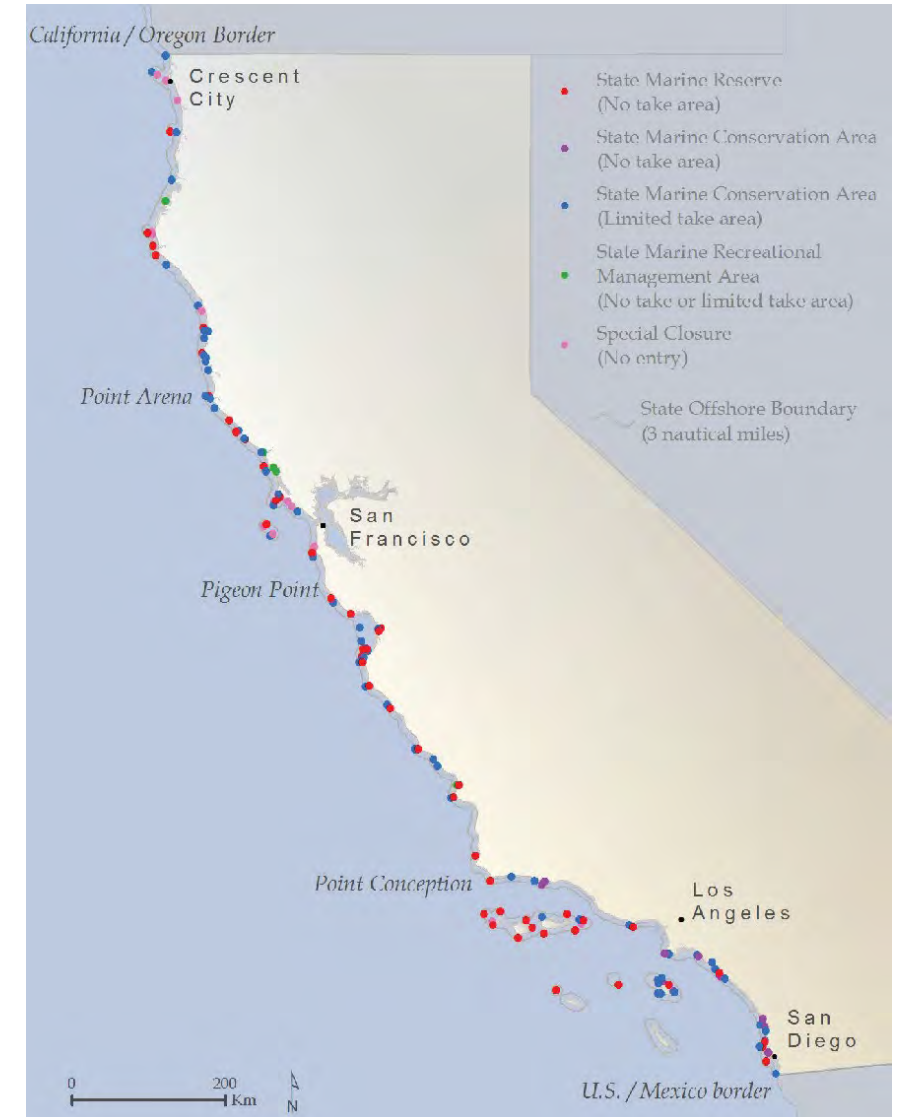 California / Oregon Border
Crescent
City
State Marine Reserve
(No take area)
State Marine Conservation Area
(No take area)
State Marine Conservation Area
(Limited take area)
State Marine Recreational
Management Area
(No take or limited take area)
Special Closure
(No entry)
State Offshore Boundary
(3 nautical miles)
Point Arena
San
Francisco
Pigeon Point
Point Conception
Los
Angeles
San
Diego
U.S. / Mexico border
0 200
Km
N